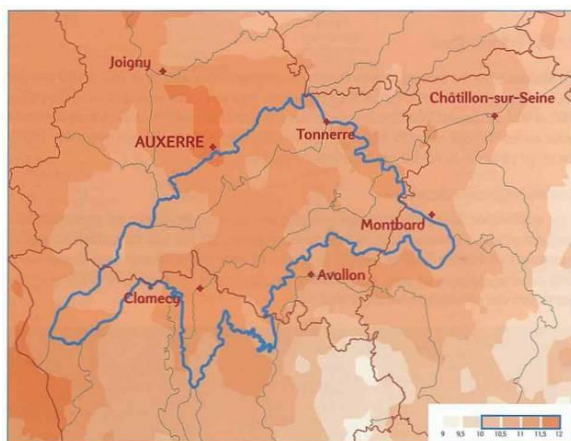 Joigny
Châtillon-sur-Seine
AUXERRE
Tonnerre
Montbard
Avallon
Clamecy
9 9,5 10 10,5 11 11,5 12